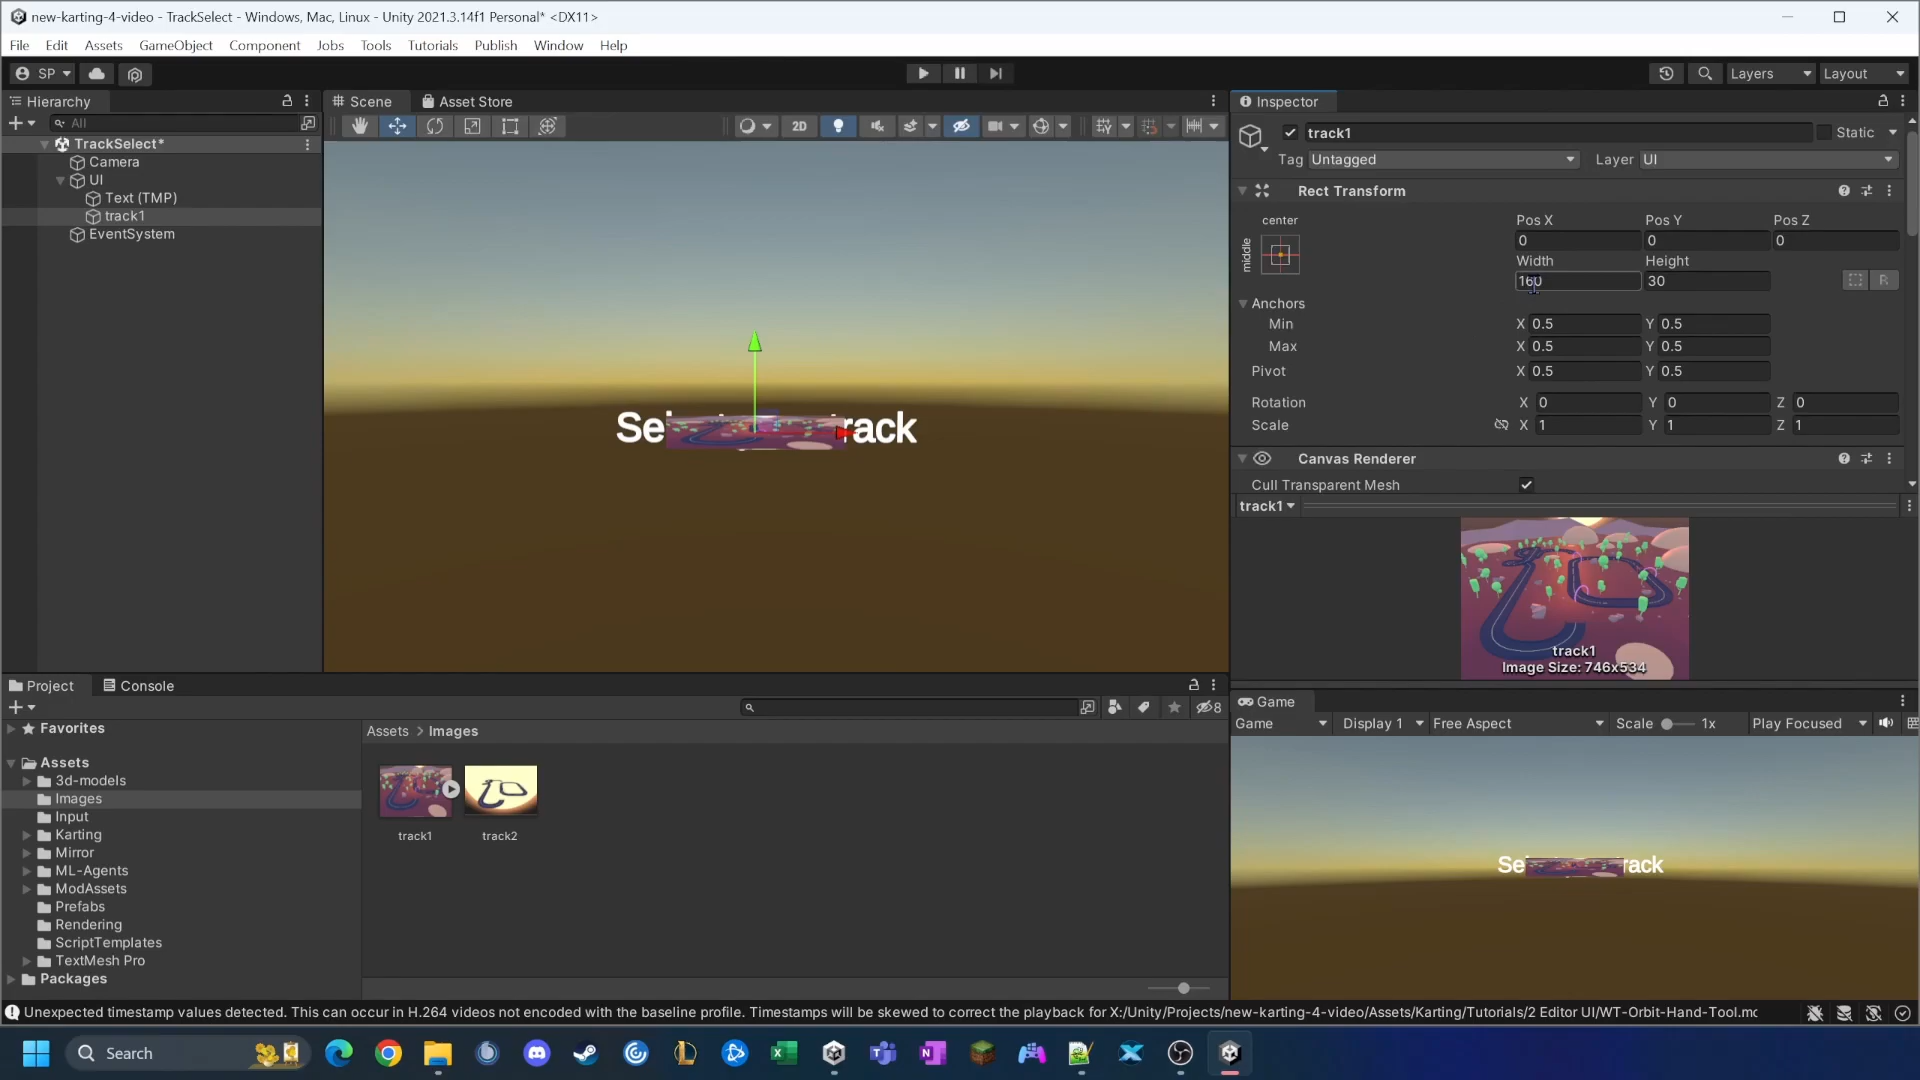 new-karting-4-video - TrackSelect - Windows, Mac, Linux - Unity 2021.3.14f1 Personal* <DX11>
File Edit Assets GameObject Component Jobs Tools Tutorials Publish Window Help
SP Layers Layout
Hierarchy
All
TrackSelect*
Camera
UI
Text (TMP)
track1
EventSystem
Scene Asset Store
2D
Se rack
Inspector
track1 Static
Tag Untagged Layer UI
Rect Transform
center
middle
Pos X Pos Y Pos Z
0 0 0
Width Height
160 30 R
Anchors
Min X 0.5 Y 0.5
Max X 0.5 Y 0.5
Pivot X 0.5 Y 0.5
Rotation X 0 Y 0 Z 0
Scale X 1 Y 1 Z 1
Canvas Renderer
Cull Transparent Mesh
track1
track1
Image Size: 746x534
Game
Game Display 1 Free Aspect Scale 1x Play Focused
Se rack
Project Console
8
Favorites
Assets
3d-models
Images
Input
Karting
Mirror
ML-Agents
ModAssets
Prefabs
Rendering
ScriptTemplates
TextMesh Pro
Packages
Assets > Images
track1 track2
Unexpected timestamp values detected. This can occur in H.264 videos not encoded with the baseline profile. Timestamps will be skewed to correct the playback for X:/Unity/Projects/new-karting-4-video/Assets/Karting/Tutorials/2 Editor UI/WT-Orbit-Hand-Tool.mc
Search